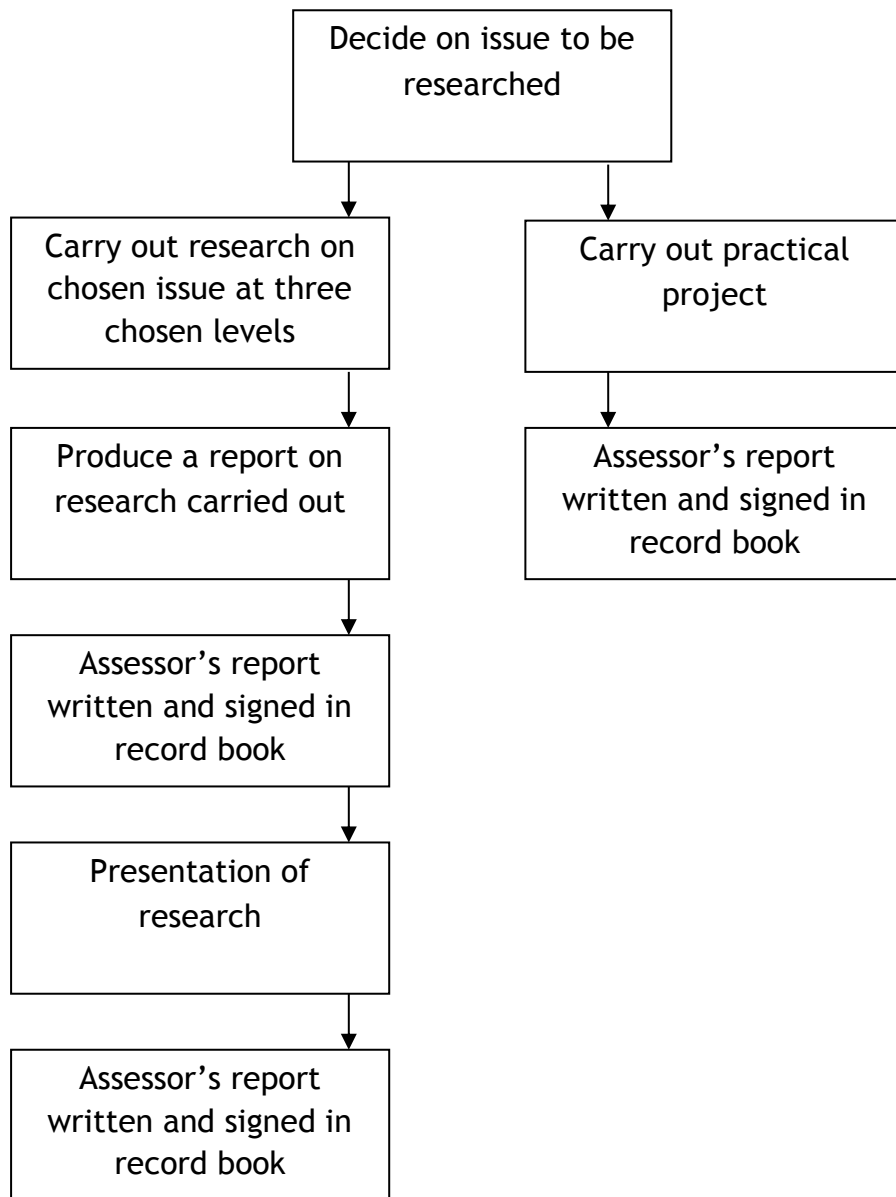 Decide on issue to be
researched
Carry out research on
chosen issue at three
chosen levels
Carry out practical
project
Produce a report on
research carried out
Assessor’s report
written and signed in
record book
Assessor’s report
written and signed in
record book
Presentation of
research
Assessor’s report
written and signed in
record book